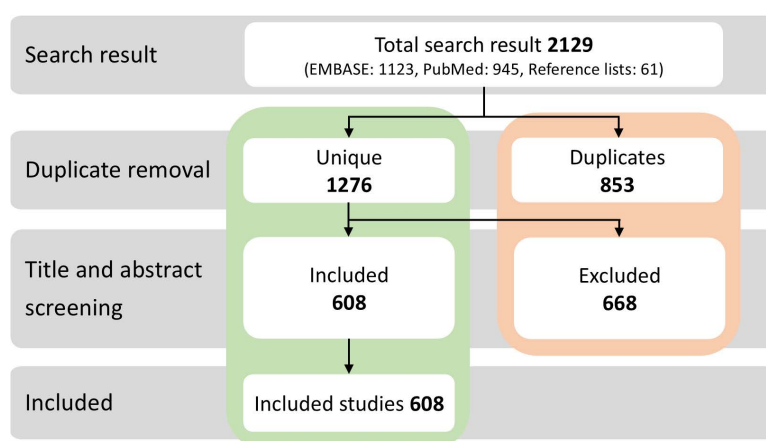 Search result
Total search result 2129
(EMBASE: 1123, PubMed: 945, Reference lists: 61)
Duplicate removal
Unique
1276
Duplicates
853
Title and abstract
screening
Included
608
Excluded
668
Included
Included studies 608